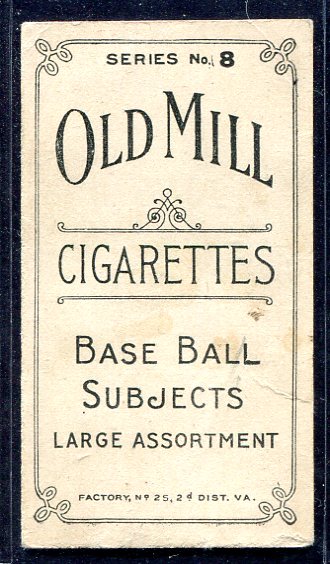 SERIES No. 8
OLD MILL
CIGARETTES
BASE BALL
SUBJECTS
LARGE ASSORTMENT
FACTORY, Nº 25, 2d DIST. VA.